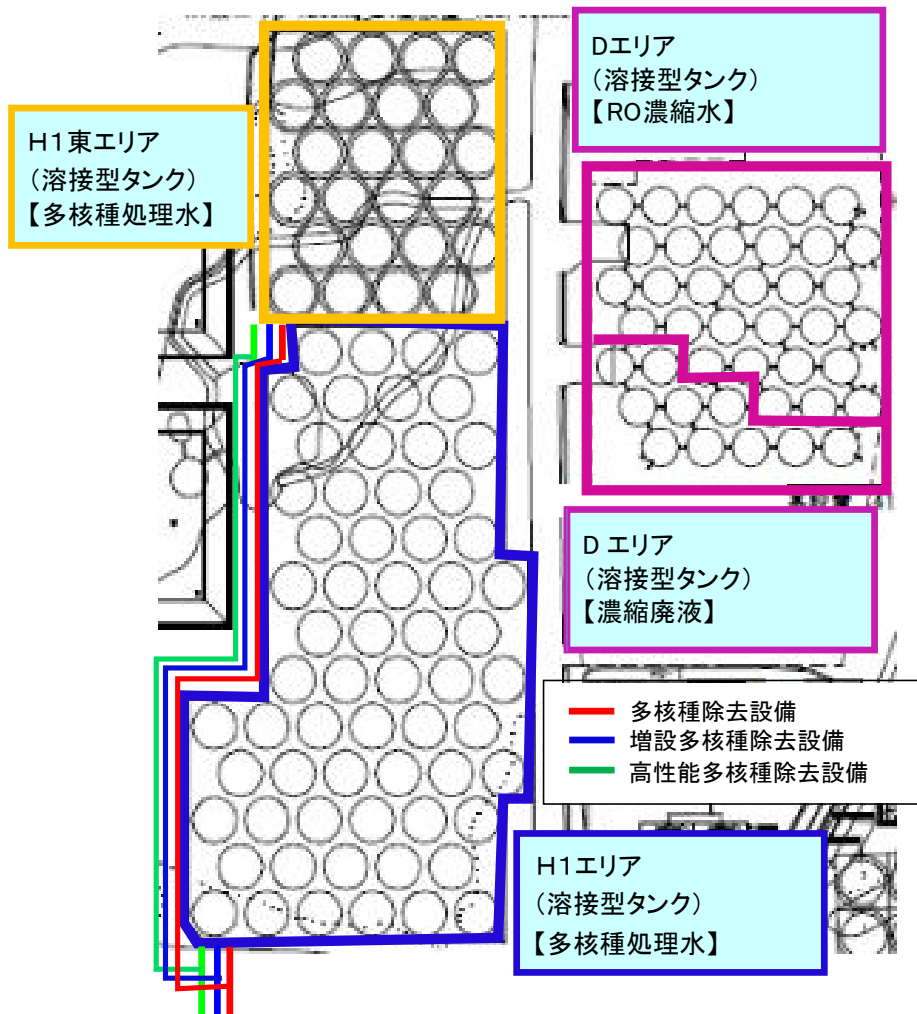 Dエリア
(溶接型タンク)
【RO濃縮水】
H1東エリア
(溶接型タンク)
【多核種処理水】
D エリア
(溶接型タンク)
【濃縮廃液】
多核種除去設備
増設多核種除去設備
高性能多核種除去設備
H1エリア
(溶接型タンク)
【多核種処理水】